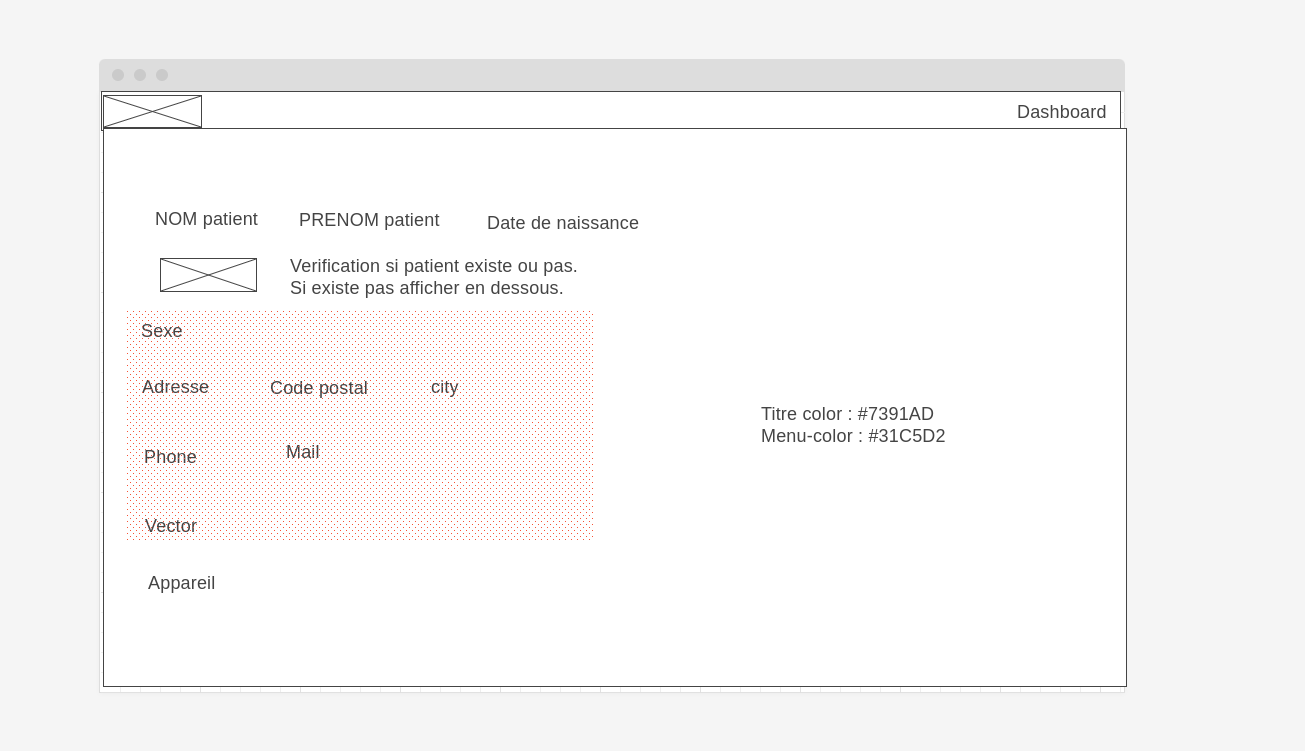 Dashboard
NOM patient
PRENOM patient
Date de naissance
Verification si patient existe ou pas.
Si existe pas afficher en dessous.
Sexe
Adresse
Code postal
city
Titre color : #7391AD
Menu-color : #31C5D2
Phone
Mail
Vector
Appareil